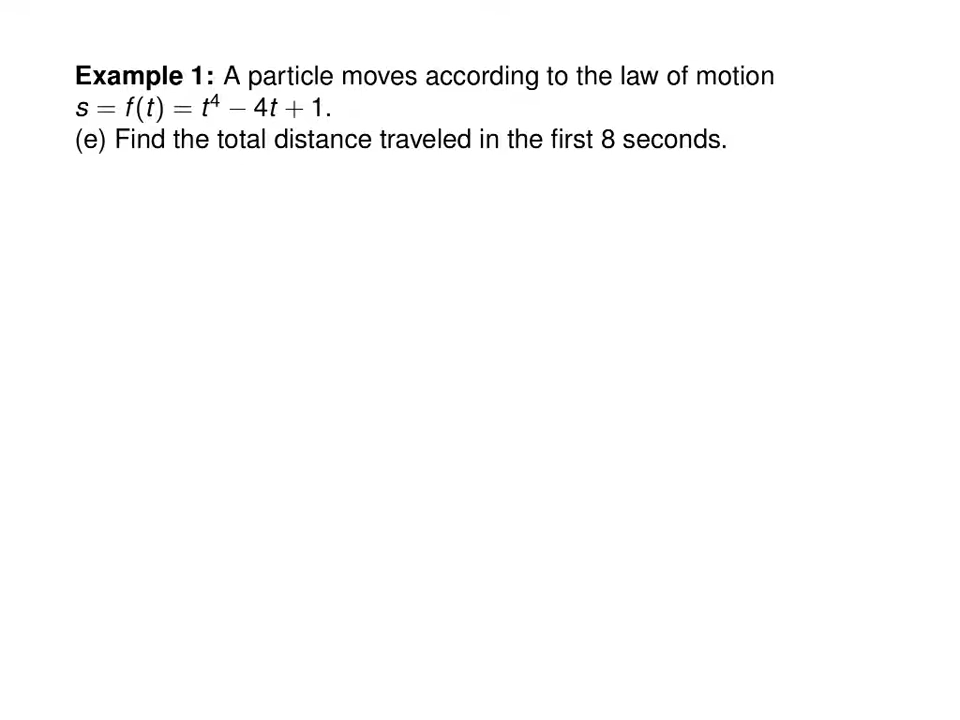 Example 1: A particle moves according to the law of motion
s = f(t) = t⁴ − 4t + 1.
(e) Find the total distance traveled in the first 8 seconds.